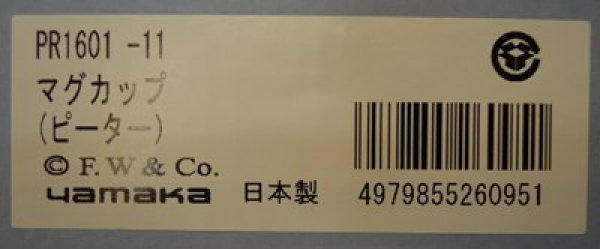 PR1601 -11
マグカップ
(ピーター)
© F. W & Co.
yamaka 日本製
4979855260951